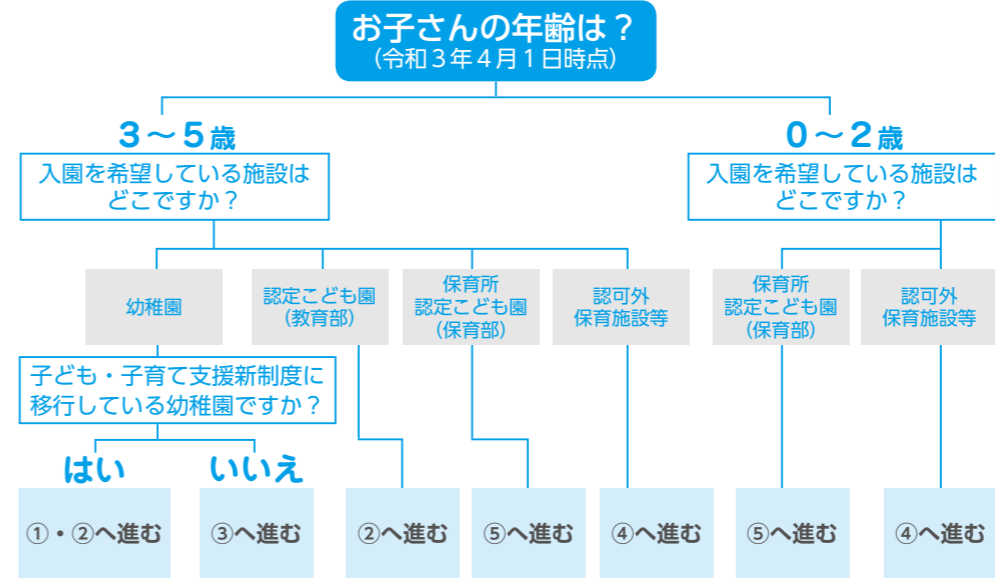 お子さんの年齢は？
（令和３年４月１日時点）
３～５歳
入園を希望している施設は
どこですか？
幼稚園
認定こども園
（教育部）
保育所
認定こども園
（保育部）
認可外
保育施設等
子ども・子育て支援新制度に
移行している幼稚園ですか？
はい
いいえ
①・②へ進む
③へ進む
②へ進む
⑤へ進む
④へ進む
０～２歳
入園を希望している施設は
どこですか？
保育所
認定こども園
（保育部）
認可外
保育施設等
⑤へ進む
④へ進む